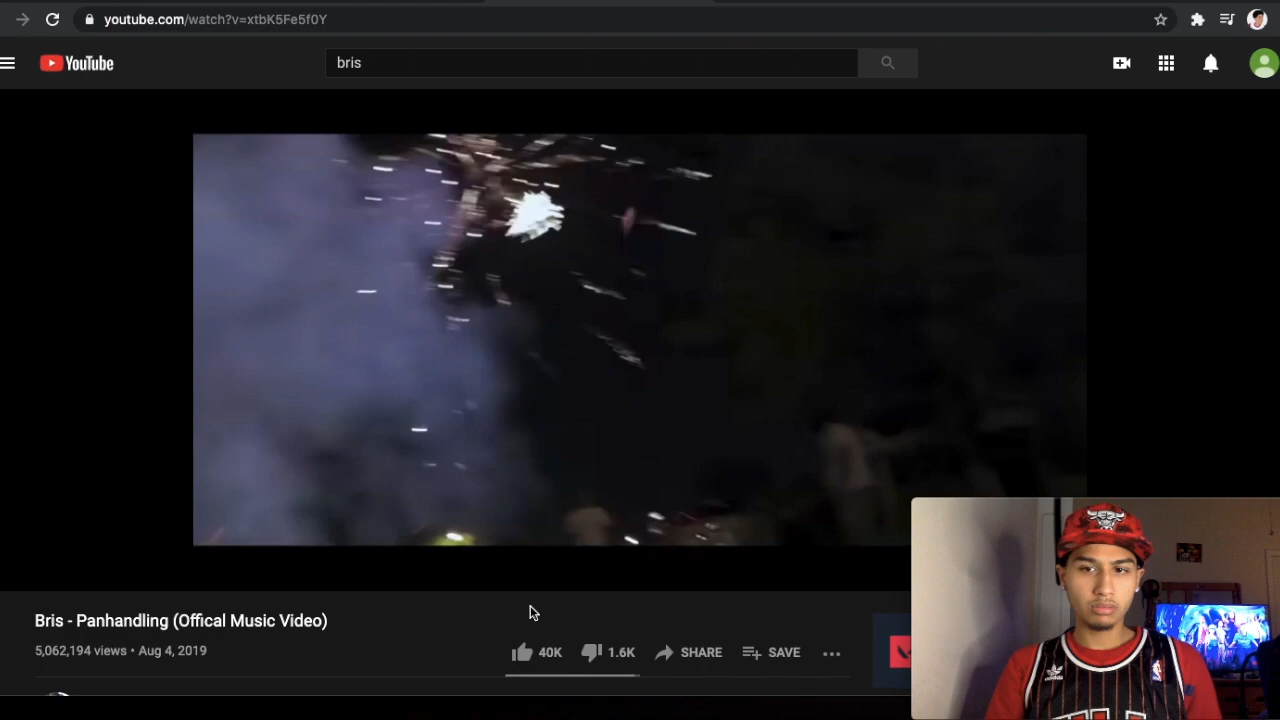 youtube.com/watch?v=xtbK5Fe5f0Y
YouTube
bris
Bris - Panhandling (Offical Music Video)
5,062,194 views • Aug 4, 2019
40K
1.6K
SHARE
SAVE